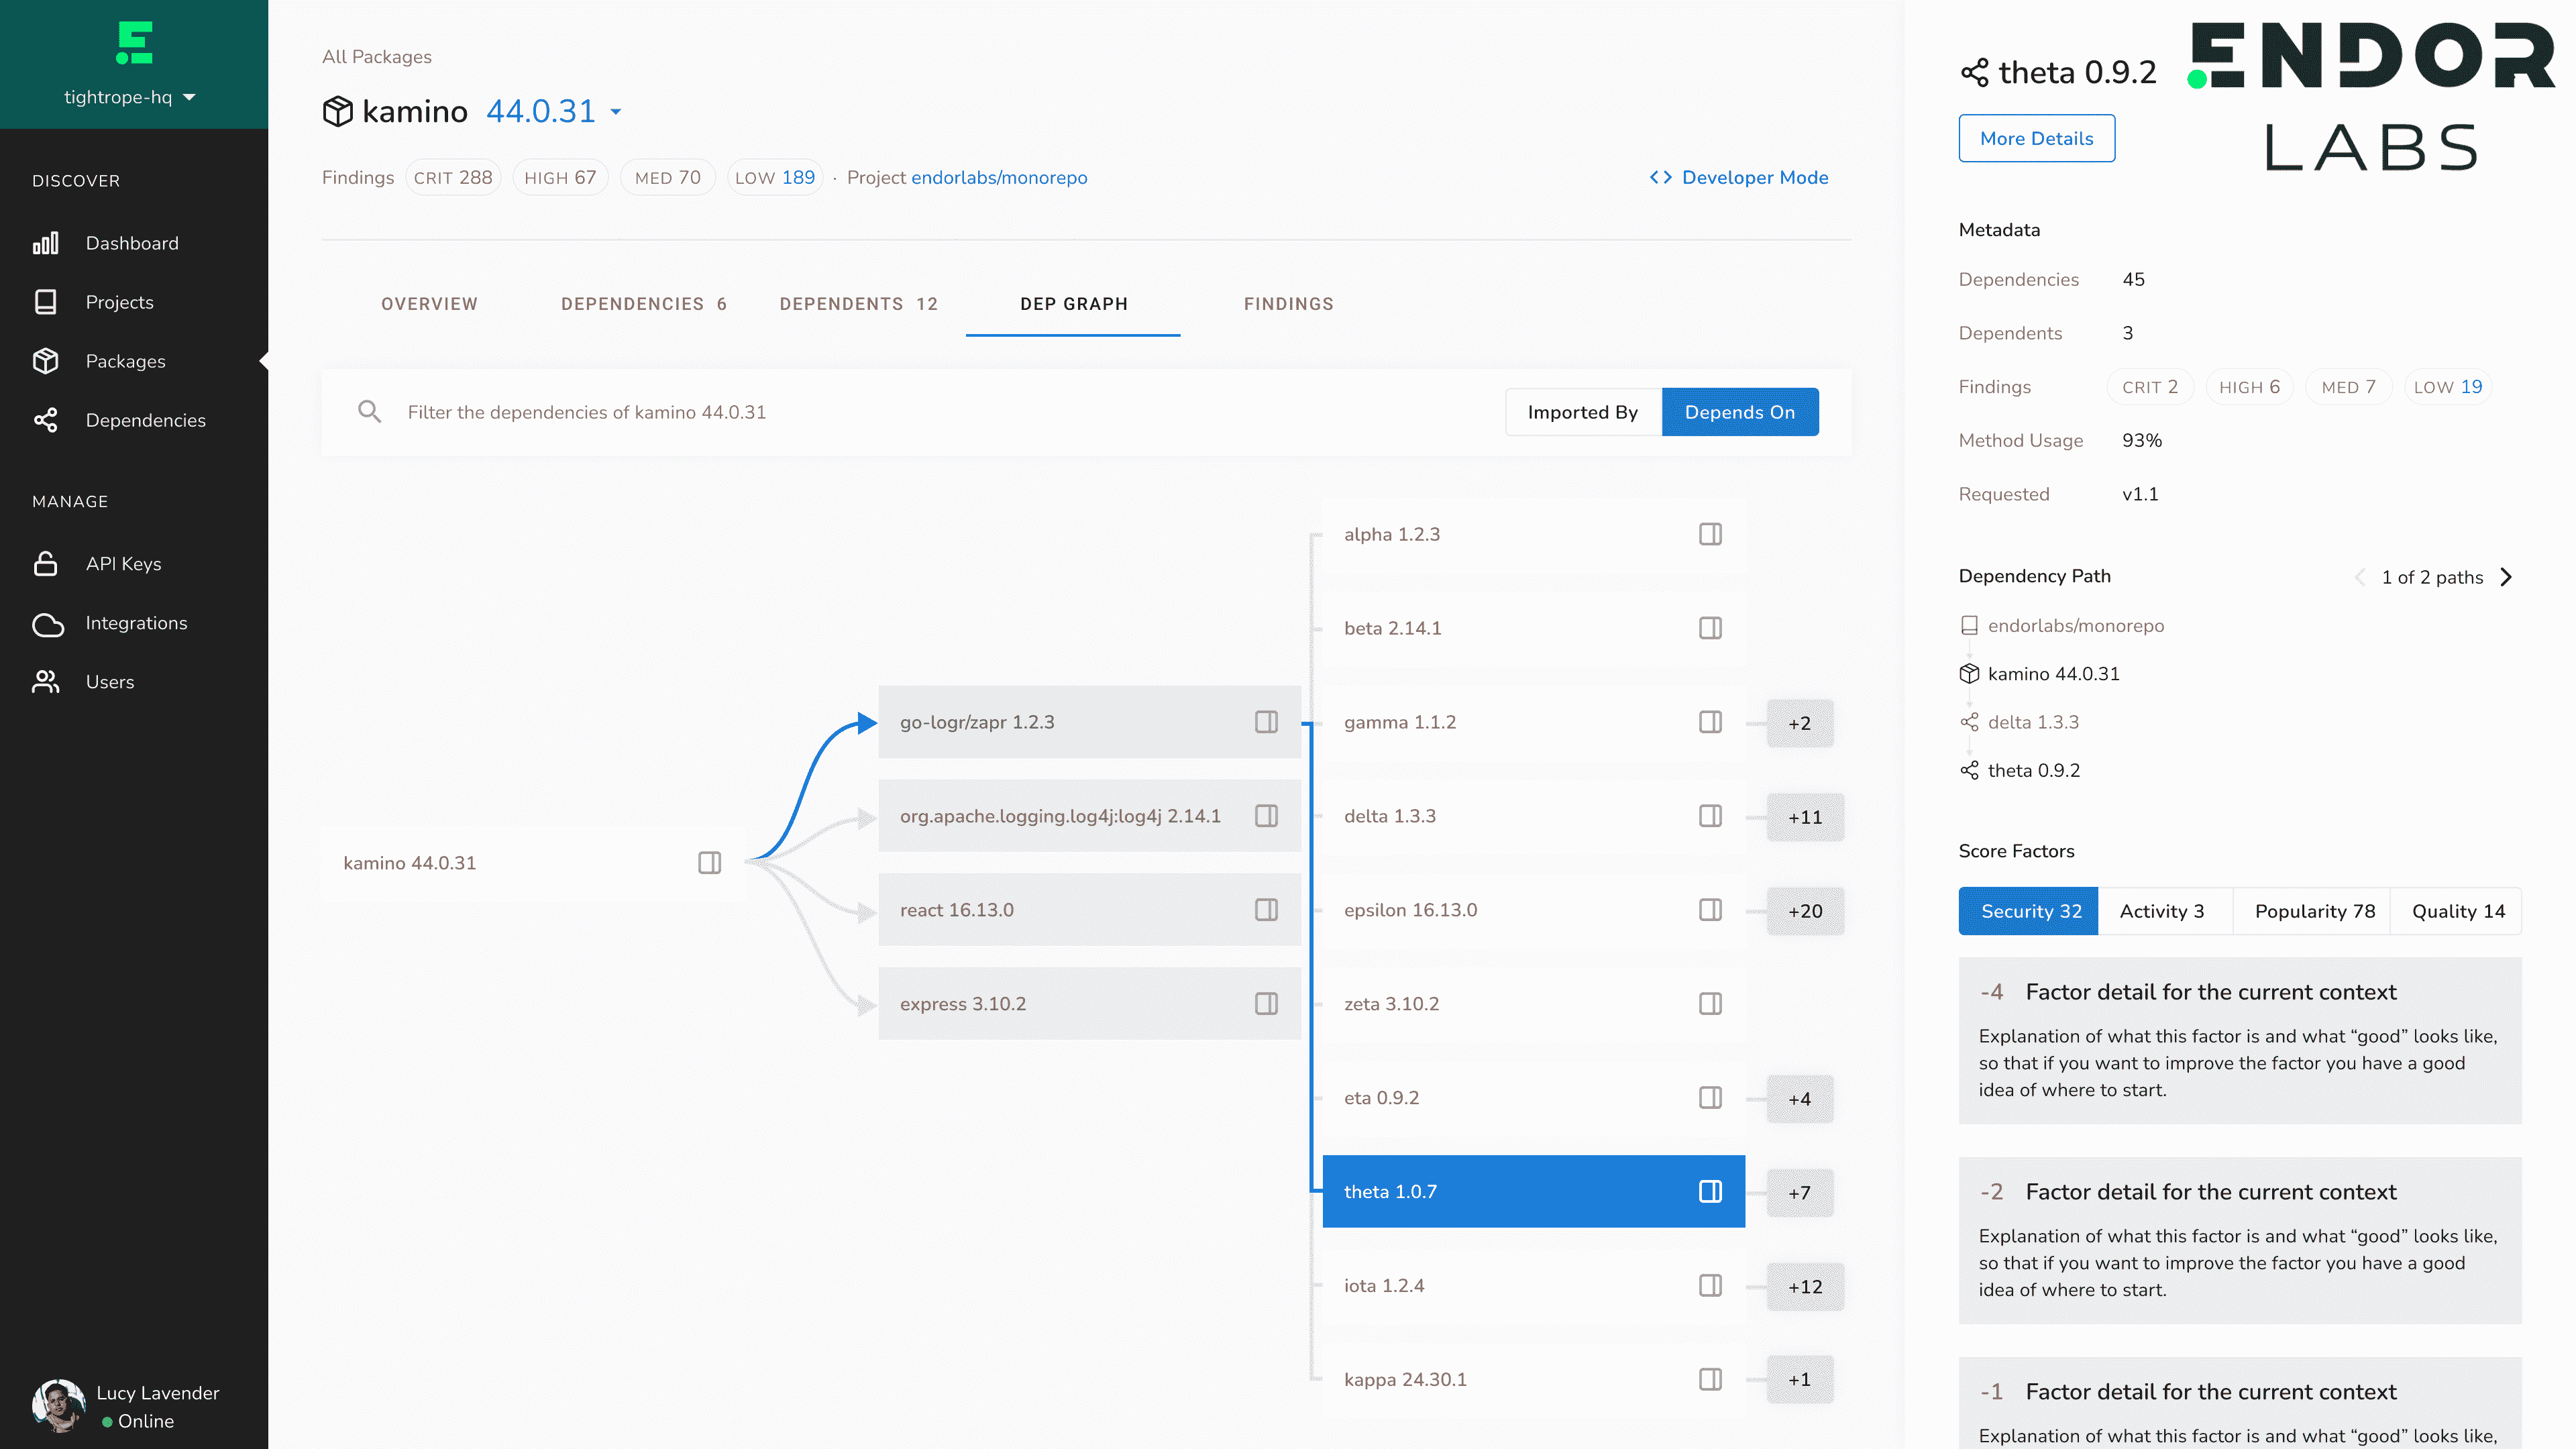 tightrope-hq
DISCOVER
Dashboard
Projects
Packages
Dependencies
MANAGE
API Keys
Integrations
Users
Lucy Lavender
Online
All Packages
kamino 44.0.31
Findings CRIT 288 HIGH 67 MED 70 LOW 189 · Project endorlabs/monorepo
<> Developer Mode
OVERVIEW DEPENDENCIES 6 DEPENDENTS 12 DEP GRAPH FINDINGS
Filter the dependencies of kamino 44.0.31
Imported By Depends On
kamino 44.0.31
go-logr/zapr 1.2.3
org.apache.logging.log4j:log4j 2.14.1
react 16.13.0
express 3.10.2
alpha 1.2.3
beta 2.14.1
gamma 1.1.2 +2
delta 1.3.3 +11
epsilon 16.13.0 +20
zeta 3.10.2
eta 0.9.2 +4
theta 1.0.7 +7
iota 1.2.4 +12
kappa 24.30.1 +1
theta 0.9.2
ENDOR
LABS
More Details
Metadata
Dependencies 45
Dependents 3
Findings CRIT 2 HIGH 6 MED 7 LOW 19
Method Usage 93%
Requested v1.1
Dependency Path 1 of 2 paths
endorlabs/monorepo
kamino 44.0.31
delta 1.3.3
theta 0.9.2
Score Factors
Security 32 Activity 3 Popularity 78 Quality 14
-4 Factor detail for the current context
Explanation of what this factor is and what “good” looks like,
so that if you want to improve the factor you have a good
idea of where to start.
-2 Factor detail for the current context
Explanation of what this factor is and what “good” looks like,
so that if you want to improve the factor you have a good
idea of where to start.
-1 Factor detail for the current context
Explanation of what this factor is and what “good” looks like,